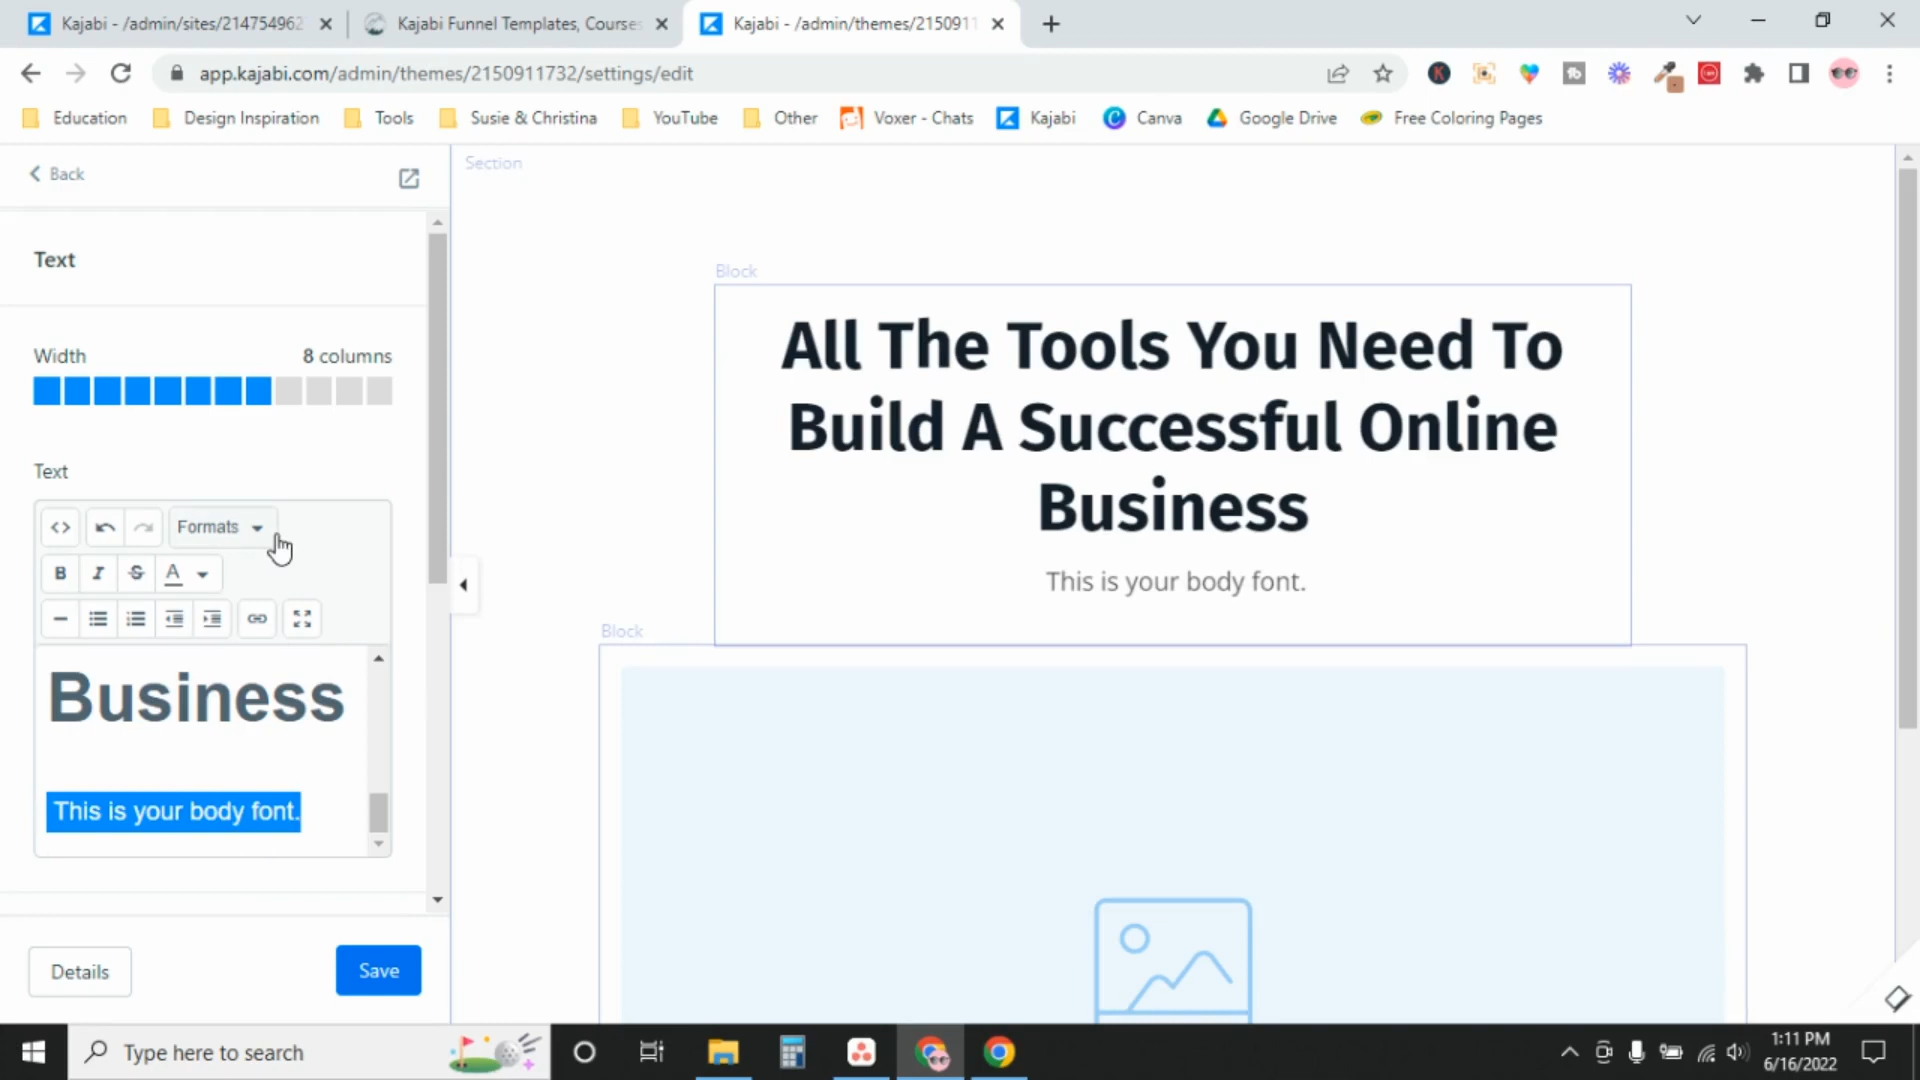 Kajabi - /admin/sites/214754962
Kajabi Funnel Templates, Courses
Kajabi - /admin/themes/2150911
app.kajabi.com/admin/themes/2150911732/settings/edit
Education
Design Inspiration
Tools
Susie & Christina
YouTube
Other
Voxer - Chats
Kajabi
Canva
Google Drive
Free Coloring Pages
Back
Section
Text
Block
Width
8 columns
All The Tools You Need To
Build A Successful Online
Business
Text
Formats
B I S A
This is your body font.
Block
Business
This is your body font.
Details
Save
Type here to search
1:11 PM
6/16/2022